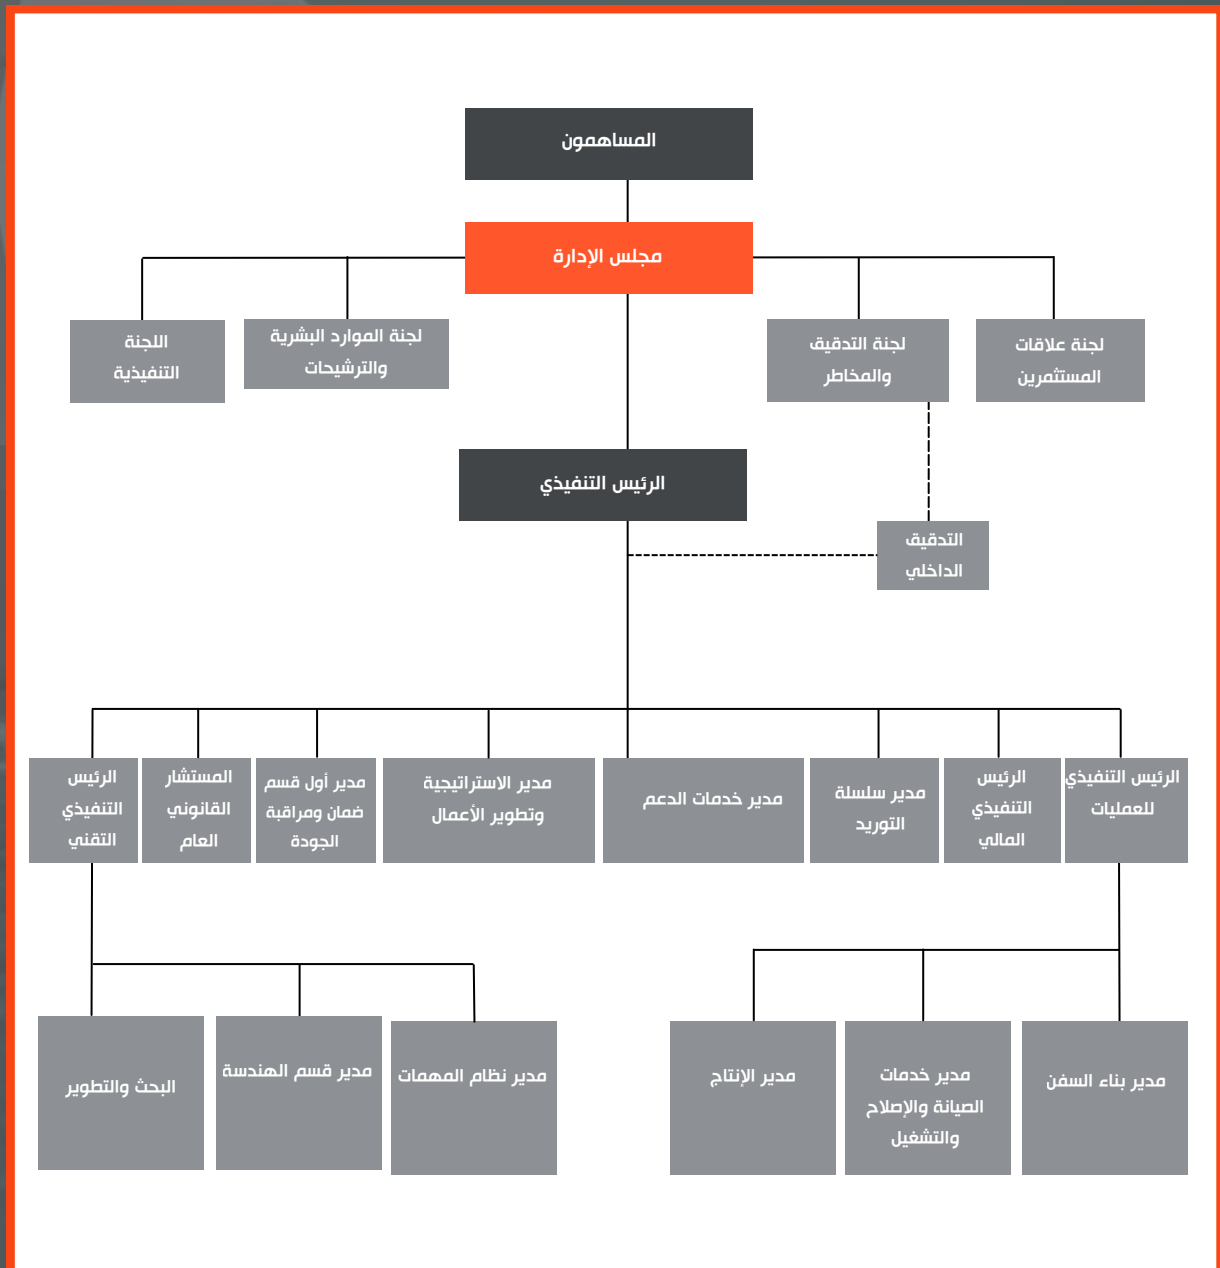 المساهمون
مجلس الإدارة
لجنة علاقات
المستثمرين
لجنة التدقيق
والمخاطر
لجنة الموارد البشرية
والترشيحات
اللجنة
التنفيذية
الرئيس التنفيذي
التدقيق
الداخلي
الرئيس التنفيذي
للعمليات
الرئيس
التنفيذي
المالي
مدير سلسلة
التوريد
مدير خدمات الدعم
مدير الاستراتيجية
وتطوير الأعمال
مدير أول قسم
ضمان ومراقبة
الجودة
المستشار
القانوني
العام
الرئيس
التنفيذي
التقني
مدير بناء السفن
مدير خدمات
الصيانة والإصلاح
والتشغيل
مدير الإنتاج
مدير نظام المهمات
مدير قسم الهندسة
البحث والتطوير